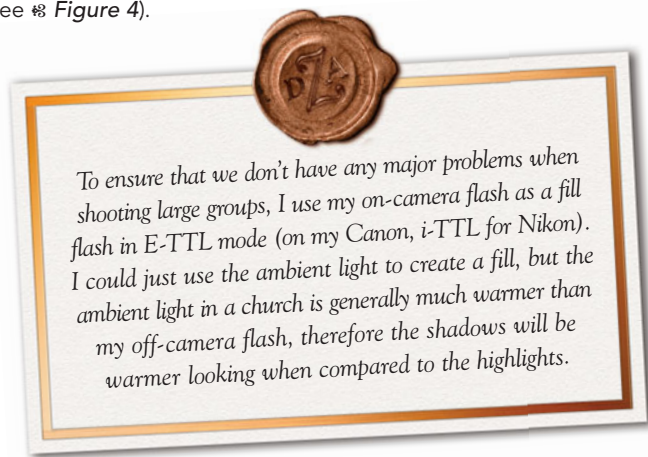 ee Figure 4).
To ensure that we don't have any major problems when
shooting large groups, I use my on-camera flash as a fill
flash in E-TTL mode (on my Canon, i-TTL for Nikon).
I could just use the ambient light to create a fill, but the
ambient light in a church is generally much warmer than
my off-camera flash, therefore the shadows will be
warmer looking when compared to the highlights.